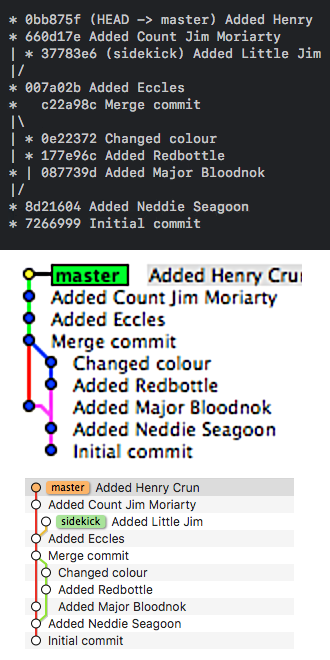 * 0bb875f (HEAD -> master) Added Henry
* 660d17e Added Count Jim Moriarty
| * 37783e6 (sidekick) Added Little Jim
|/
* 007a02b Added Eccles
*   c22a98c Merge commit
|\
| * 0e22372 Changed colour
| * 177e96c Added Redbottle
* | 087739d Added Major Bloodnok
|/
* 8d21604 Added Neddie Seagoon
* 7266999 Initial commit
master Added Henry Crun
Added Count Jim Moriarty
Added Eccles
Merge commit
Changed colour
Added Redbottle
Added Major Bloodnok
Added Neddie Seagoon
Initial commit
master Added Henry Crun
Added Count Jim Moriarty
sidekick Added Little Jim
Added Eccles
Merge commit
Changed colour
Added Redbottle
Added Major Bloodnok
Added Neddie Seagoon
Initial commit